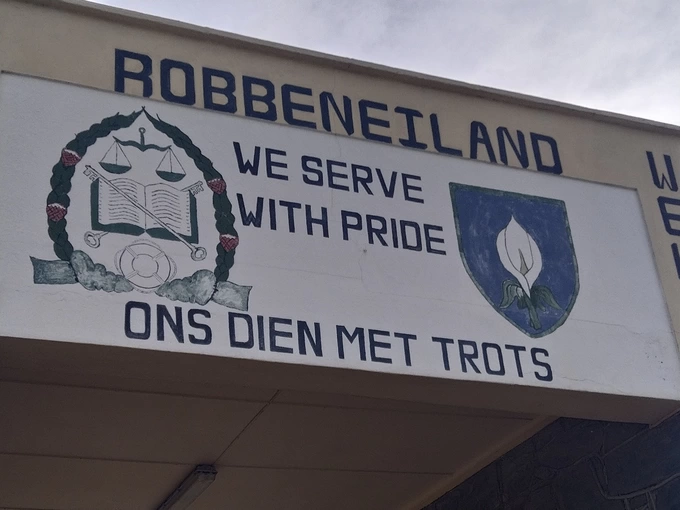 ROBBENEILAND
WE SERVE
WITH PRIDE
ONS DIEN MET TROTS